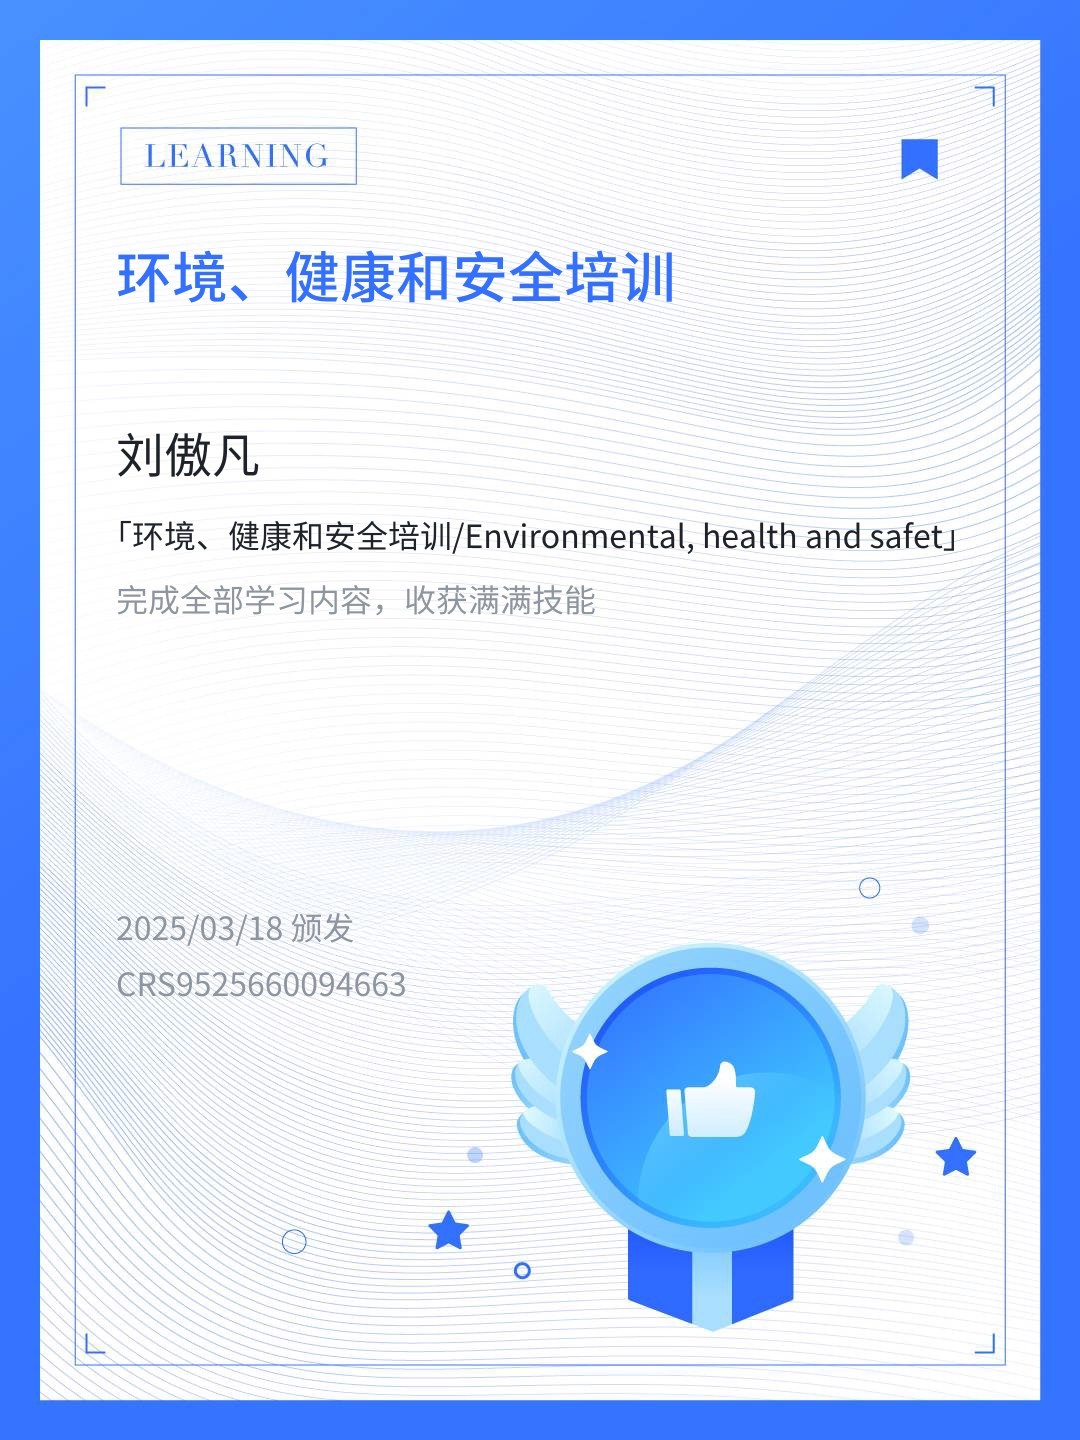 LEARNING
环境、健康和安全培训
刘傲凡
「环境、健康和安全培训/Environmental, health and safet」
完成全部学习内容，收获满满技能
2025/03/18 颁发
CRS9525660094663